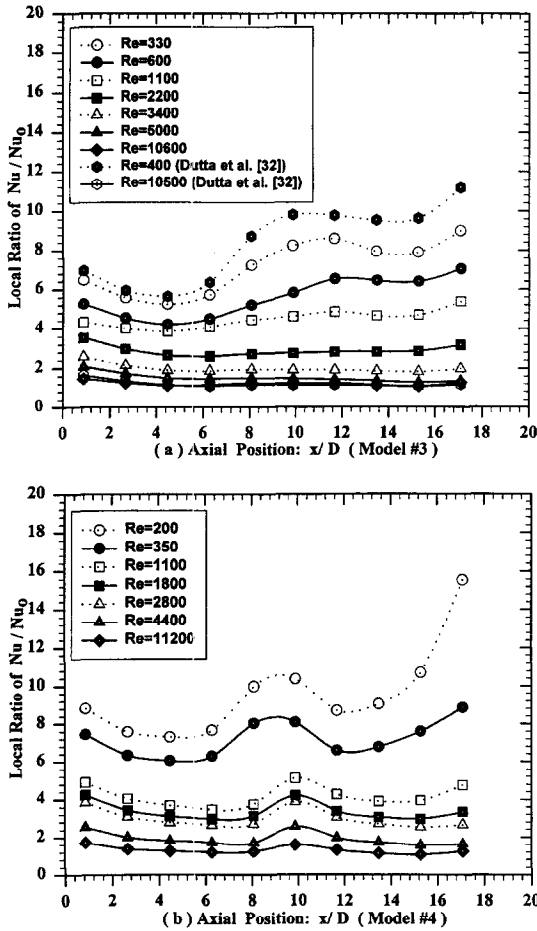 20
18
16
14
12
10
8
6
4
2
0
Local Ratio of Nu / Nu₀
Re=330
Re=600
Re=1100
Re=2200
Re=3400
Re=5000
Re=10600
Re=400 (Dutta et al. [32])
Re=10500 (Dutta et al. [32])
0 2 4 6 8 10 12 14 16 18 20
( a ) Axial Position: x/ D ( Model #3 )
20
18
16
14
12
10
8
6
4
2
0
Local Ratio of Nu / Nu₀
Re=200
Re=350
Re=1100
Re=1800
Re=2800
Re=4400
Re=11200
0 2 4 6 8 10 12 14 16 18 20
( b ) Axial Position: x/ D ( Model #4 )